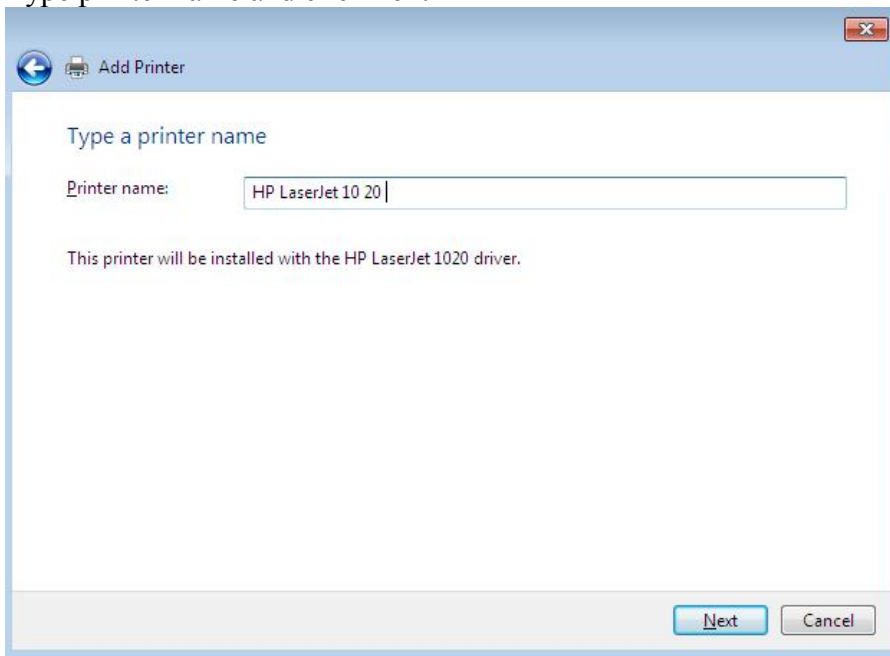 Add Printer
Type a printer name
Printer name: HP LaserJet 10 20
This printer will be installed with the HP LaserJet 1020 driver.
Next Cancel